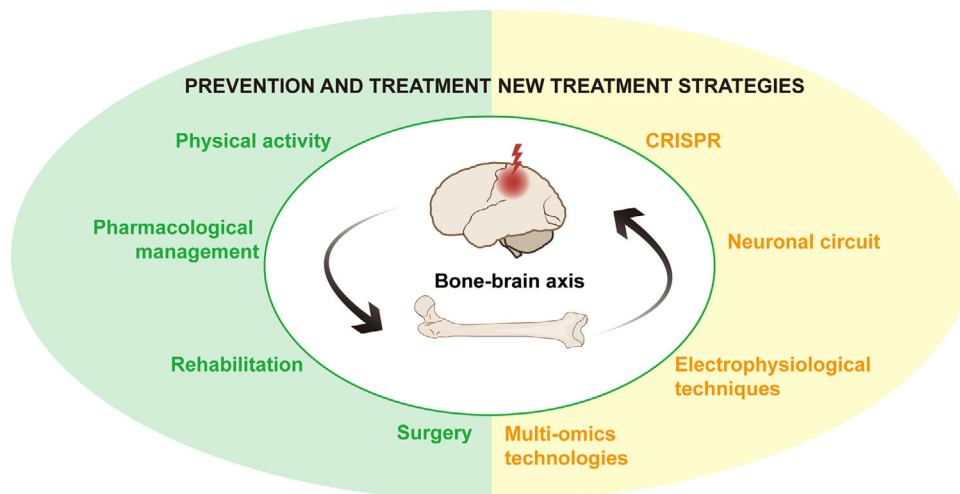 PREVENTION AND TREATMENT
NEW TREATMENT STRATEGIES
Physical activity
Pharmacological
management
Rehabilitation
Surgery
CRISPR
Neuronal circuit
Electrophysiological
techniques
Multi-omics
technologies
Bone-brain axis